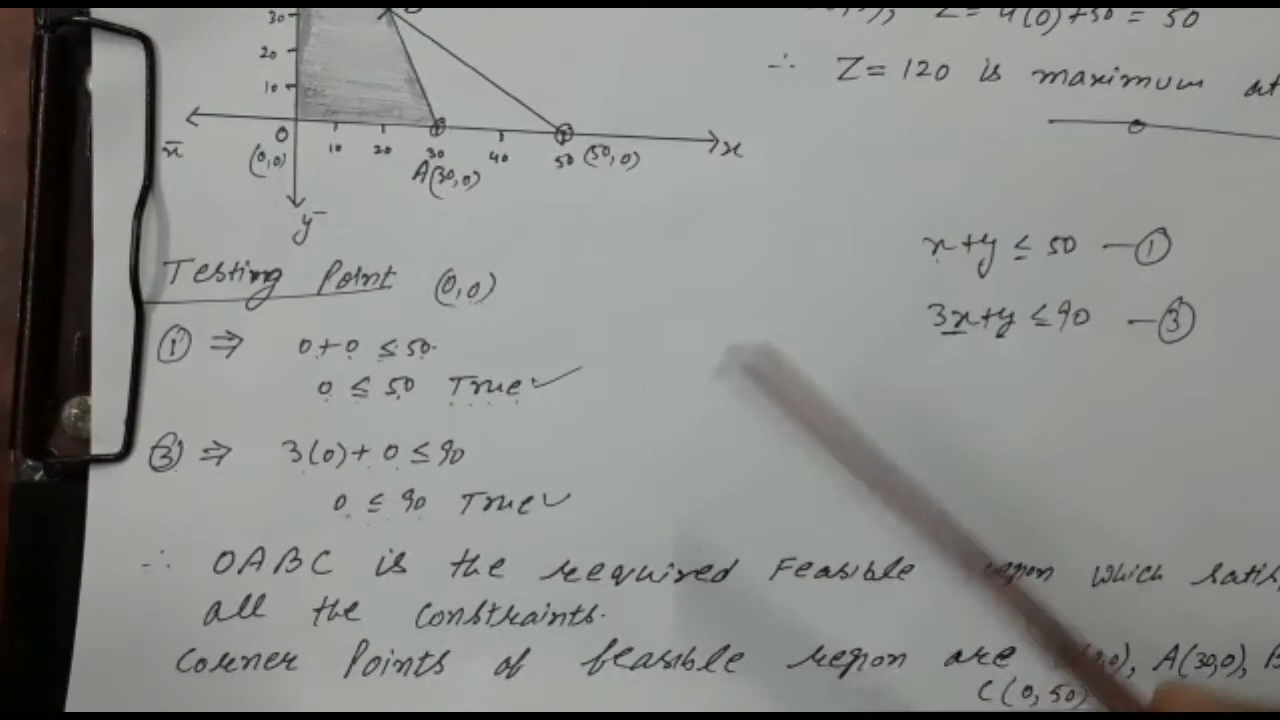 Z = 4(0)+50 = 50
∴ Z = 120 is maximum at
30
20
10
x̄ O 10 20 30 40 50 (50,0) x
(0,0) A(30,0)
y⁻
x+y ≤ 50 — ①
3x+y ≤ 90 — ③
Testing Point (0,0)
① ⇒ 0+0 ≤ 50.
0 ≤ 50 True ✓
③ ⇒ 3(0)+ 0 ≤ 90
0 ≤ 90 True ✓
∴ OABC is the required Feasible which
all the constraints.
Corner Points of feasible region are A(30,0), B
C(0,50)